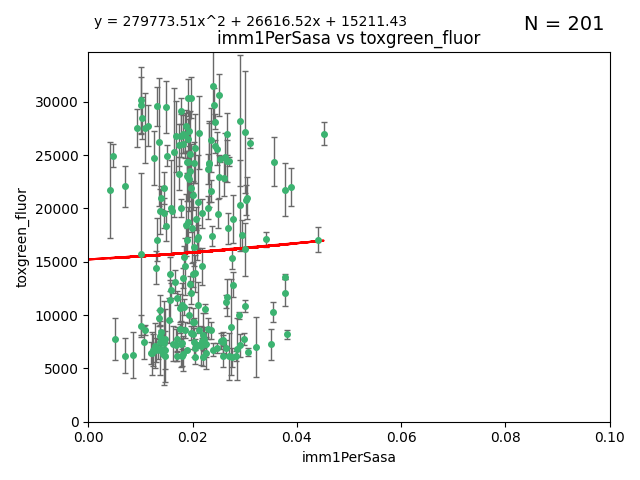 y = 279773.51x^2 + 26616.52x + 15211.43
N = 201
imm1PerSasa vs toxgreen_fluor
toxgreen_fluor
30000
25000
20000
15000
10000
5000
0
0.00 0.02 0.04 0.06 0.08 0.10
imm1PerSasa